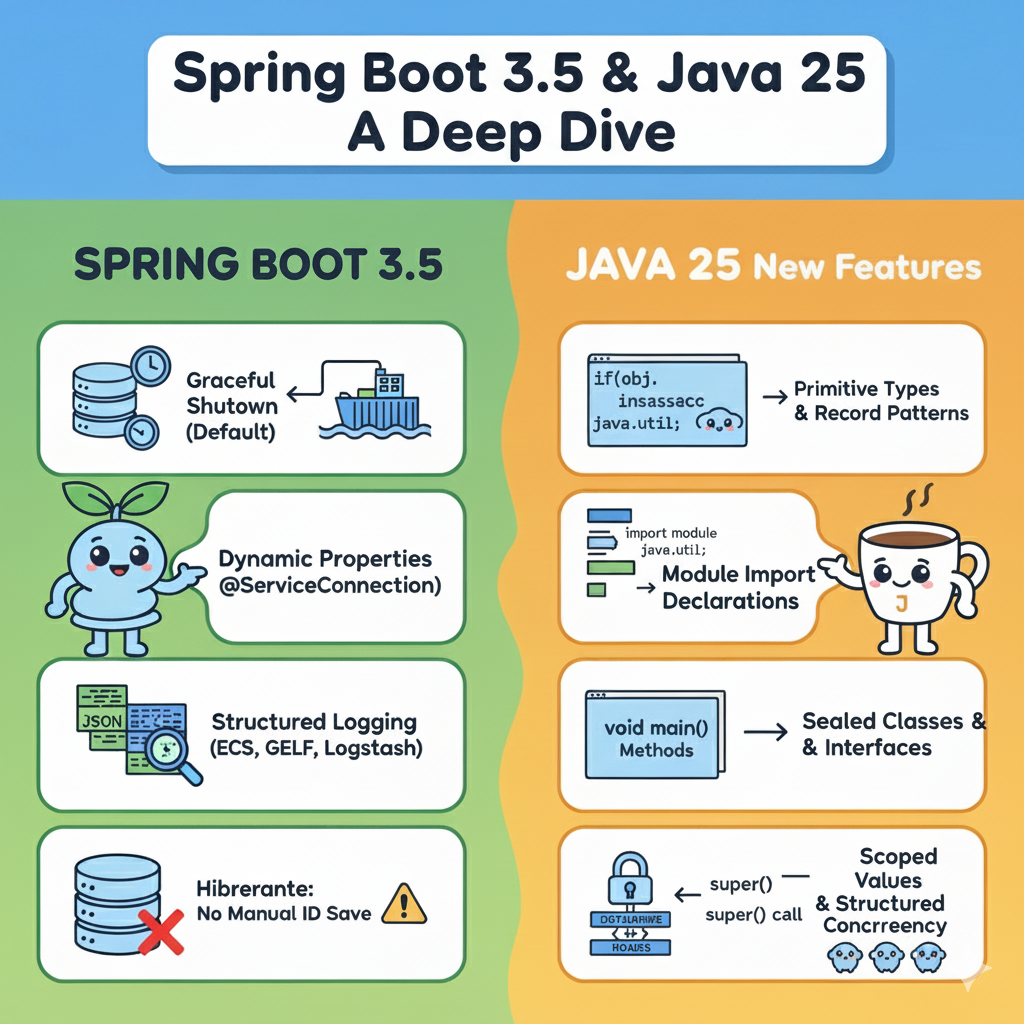 Spring Boot 3.5 & Java 25
A Deep Dive
SPRING BOOT 3.5
Graceful
Shutown
(Default)
Dynamic Properties
@ServiceConnection)
JSON
Structured Logging
(ECS, GELF, Logstash)
Hibrerante:
No Manual ID Save
JAVA 25 New Features
if(obj.
insassacc
java.util;
Primitive Types
& Record Patterns
import module
java.util;
Module Import
Declarations
J
void main()
Methods
Sealed Classes &
& Interfaces
super()
super() call
Scoped
Values
& Structured
Concrreency